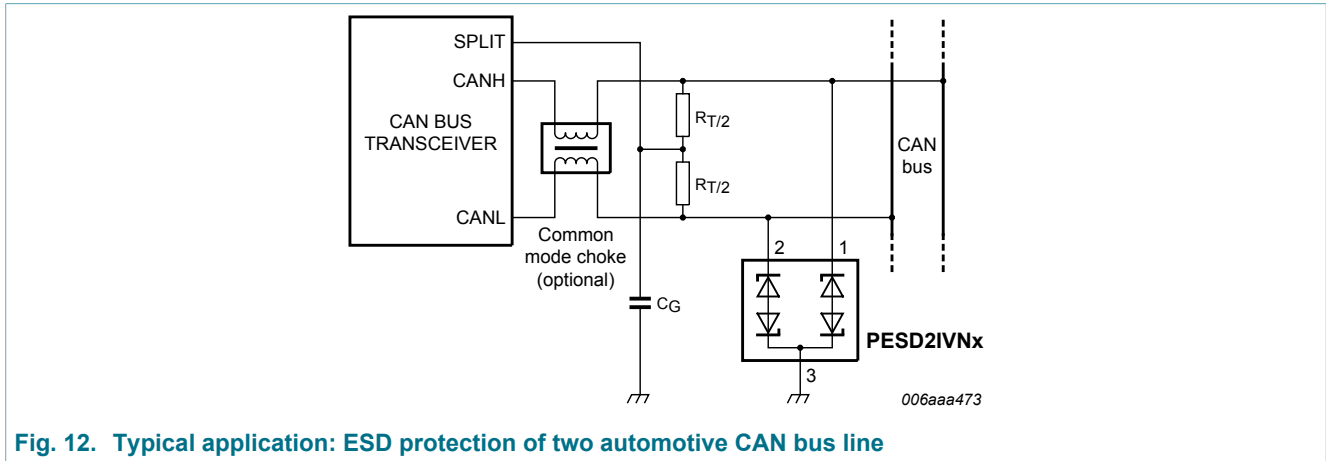 SPLIT
CANH
CAN BUS
TRANSCEIVER
CANL
Common
mode choke
(optional)
RT/2
RT/2
CG
CAN
bus
2
1
PESD2IVNx
3
006aaa473
Fig. 12. Typical application: ESD protection of two automotive CAN bus line